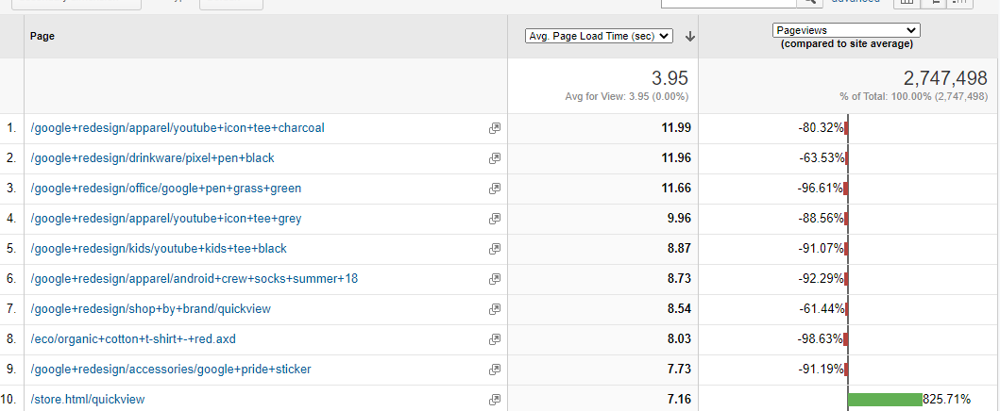 advanced
Page Avg. Page Load Time (sec) Pageviews
(compared to site average)
3.95 2,747,498
Avg for View: 3.95 (0.00%) % of Total: 100.00% (2,747,498)
1. /google+redesign/apparel/youtube+icon+tee+charcoal 11.99 -80.32%
2. /google+redesign/drinkware/pixel+pen+black 11.96 -63.53%
3. /google+redesign/office/google+pen+grass+green 11.66 -96.61%
4. /google+redesign/apparel/youtube+icon+tee+grey 9.96 -88.56%
5. /google+redesign/kids/youtube+kids+tee+black 8.87 -91.07%
6. /google+redesign/apparel/android+crew+socks+summer+18 8.73 -92.29%
7. /google+redesign/shop+by+brand/quickview 8.54 -61.44%
8. /eco/organic+cotton+t-shirt+-+red.axd 8.03 -98.63%
9. /google+redesign/accessories/google+pride+sticker 7.73 -91.19%
10. /store.html/quickview 7.16 825.71%